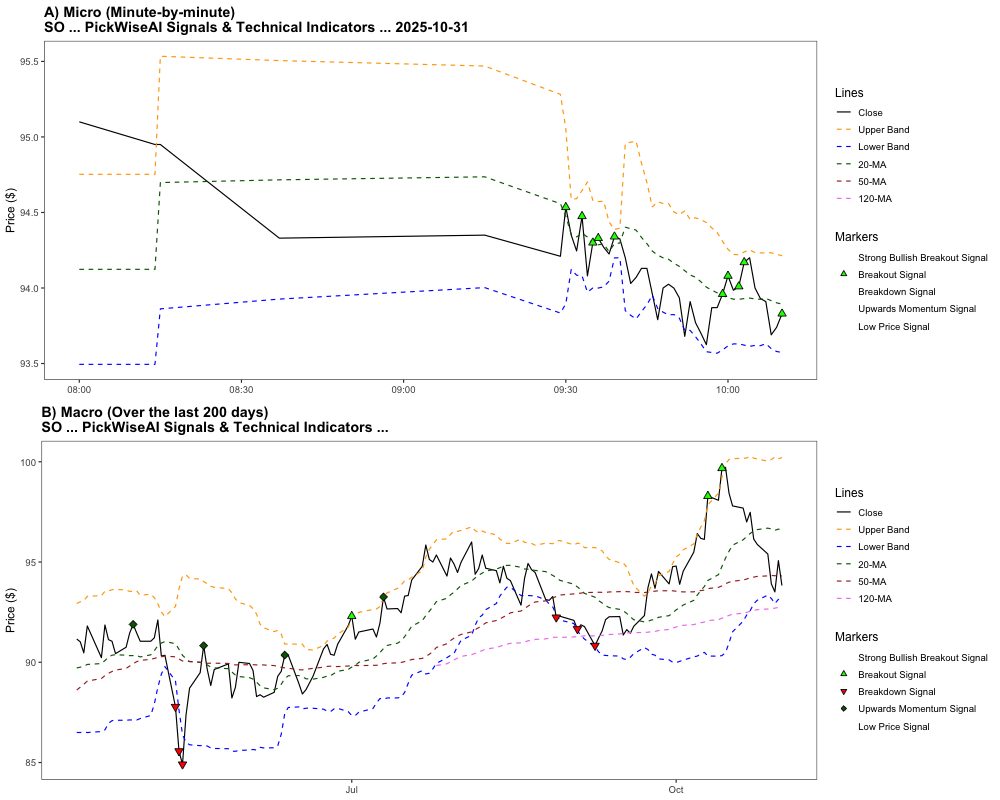 A) Micro (Minute-by-minute)
SO ... PickWiseAI Signals & Technical Indicators ... 2025-10-31
Price ($)
95.5
95.0
94.5
94.0
93.5
08:00
08:30
09:00
09:30
10:00
Lines
Close
Upper Band
Lower Band
20-MA
50-MA
120-MA
Markers
Strong Bullish Breakout Signal
Breakout Signal
Breakdown Signal
Upwards Momentum Signal
Low Price Signal
B) Macro (Over the last 200 days)
SO ... PickWiseAI Signals & Technical Indicators ...
Price ($)
100
95
90
85
Jul
Oct
Lines
Close
Upper Band
Lower Band
20-MA
50-MA
120-MA
Markers
Strong Bullish Breakout Signal
Breakout Signal
Breakdown Signal
Upwards Momentum Signal
Low Price Signal